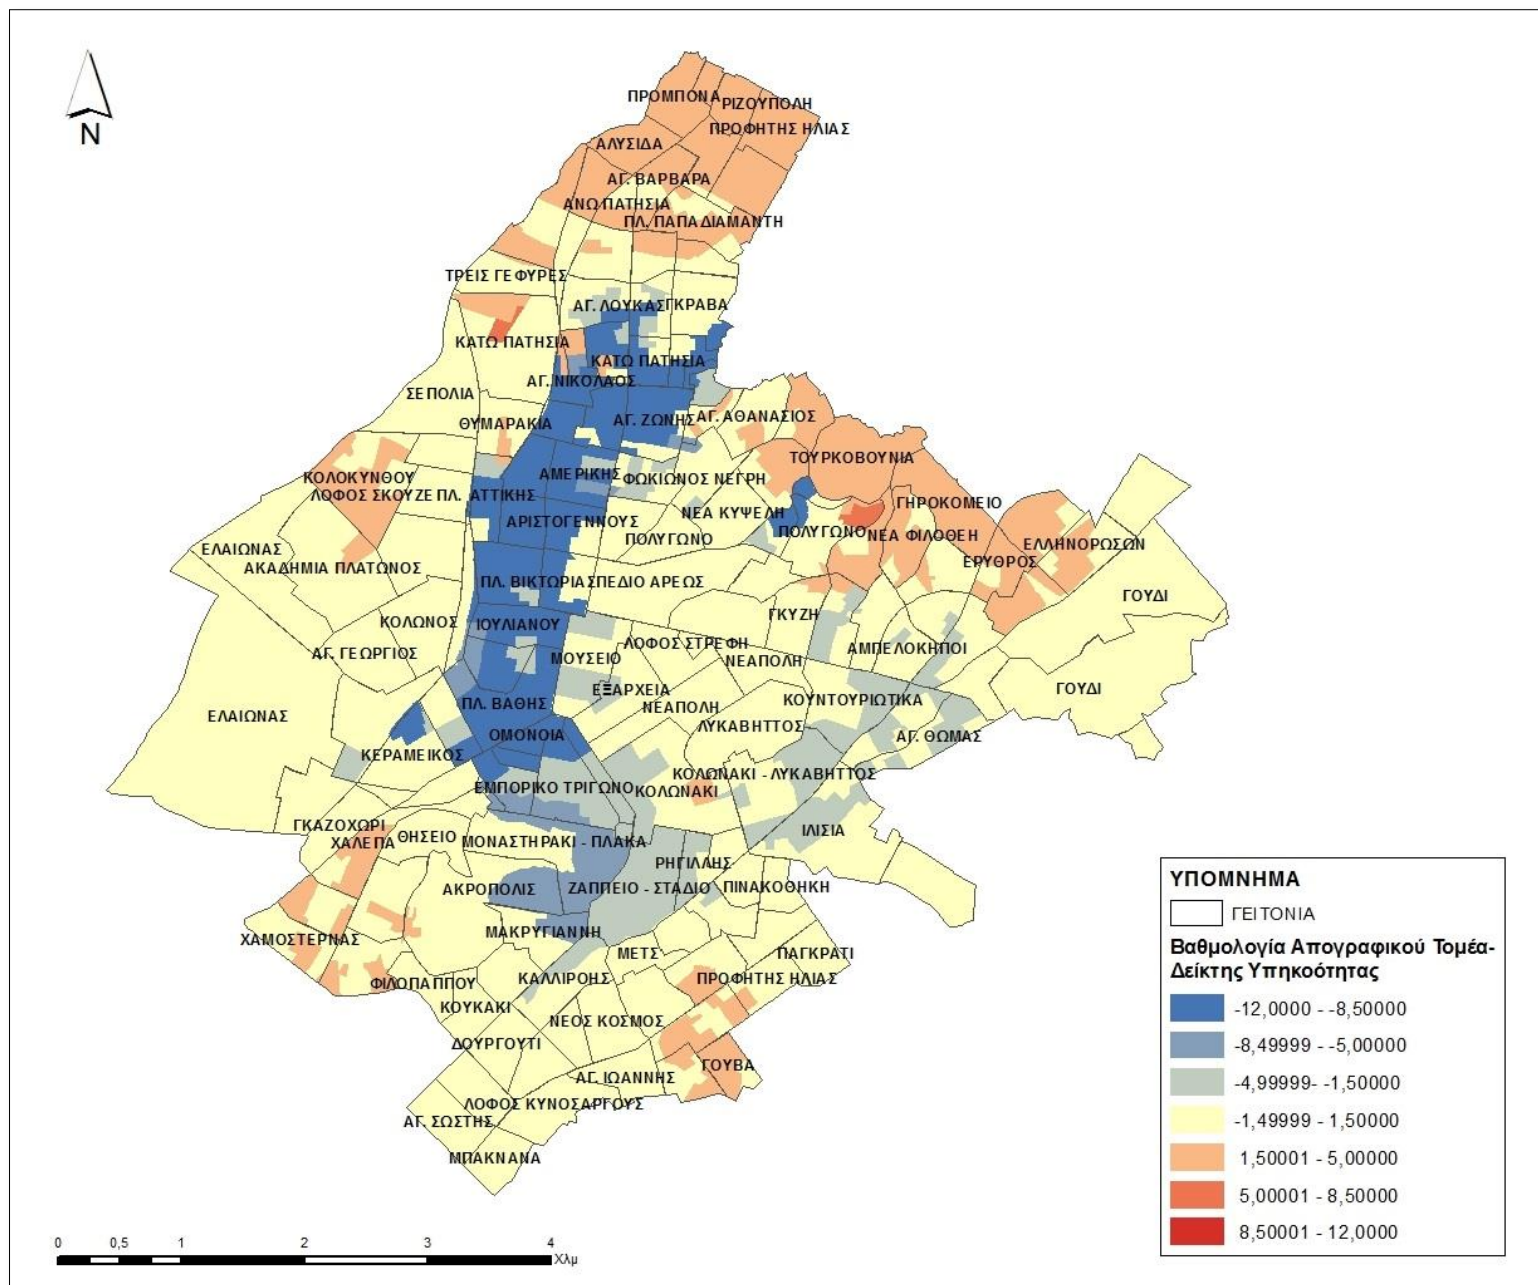 N
ΠΡΟΜΠΟΝΑ
ΡΙΖΟΥΠΟΛΗ
ΠΡΟΦΗΤΗΣ ΗΛΙΑΣ
ΑΛΥΣΙΔΑ
ΑΓ. ΒΑΡΒΑΡΑ
ΑΝΩ ΠΑΤΗΣΙΑ
ΠΛ. ΠΑΠΑΔΙΑΜΑΝΤΗ
ΤΡΕΙΣ ΓΕΦΥΡΕΣ
ΑΓ. ΛΟΥΚΑΣ
ΓΚΡΑΒΑ
ΚΑΤΩ ΠΑΤΗΣΙΑ
ΚΑΤΩ ΠΑΤΗΣΙΑ
ΑΓ. ΝΙΚΟΛΑΟΣ
ΣΕΠΟΛΙΑ
ΘΥΜΑΡΑΚΙΑ
ΑΓ. ΖΩΝΗΣ
ΑΓ. ΑΘΑΝΑΣΙΟΣ
ΤΟΥΡΚΟΒΟΥΝΙΑ
ΚΟΛΟΚΥΝΘΟΥ
ΑΜΕΡΙΚΗΣ
ΦΩΚΙΩΝΟΣ ΝΕΓΡΗ
ΛΟΦΟΣ ΣΚΟΥΖΕ
ΠΛ. ΑΤΤΙΚΗΣ
ΓΗΡΟΚΟΜΕΙΟ
ΝΕΑ ΚΥΨΕΛΗ
ΑΡΙΣΤΟΓΕΝΝΟΥΣ
ΠΟΛΥΓΩΝΟ
ΠΟΛΥΓΩΝΟ
ΝΕΑ ΦΙΛΟΘΕΗ
ΕΛΛΗΝΟΡΩΣΩΝ
ΕΛΑΙΩΝΑΣ
ΕΡΥΘΡΟΣ
ΑΚΑΔΗΜΙΑ ΠΛΑΤΩΝΟΣ
ΠΛ. ΒΙΚΤΩΡΙΑΣ
ΠΕΔΙΟ ΑΡΕΩΣ
ΓΟΥΔΙ
ΚΟΛΩΝΟΣ
ΙΟΥΛΙΑΝΟΥ
ΓΚΥΖΗ
ΛΟΦΟΣ ΣΤΡΕΦΗ
ΑΜΠΕΛΟΚΗΠΟΙ
ΑΓ. ΓΕΩΡΓΙΟΣ
ΜΟΥΣΕΙΟ
ΝΕΑΠΟΛΗ
ΕΞΑΡΧΕΙΑ
ΓΟΥΔΙ
ΠΛ. ΒΑΘΗΣ
ΝΕΑΠΟΛΗ
ΚΟΥΝΤΟΥΡΙΩΤΙΚΑ
ΕΛΑΙΩΝΑΣ
ΛΥΚΑΒΗΤΤΟΣ
ΟΜΟΝΟΙΑ
ΑΓ. ΘΩΜΑΣ
ΚΕΡΑΜΕΙΚΟΣ
ΚΟΛΩΝΑΚΙ - ΛΥΚΑΒΗΤΤΟΣ
ΕΜΠΟΡΙΚΟ ΤΡΙΓΩΝΟ
ΚΟΛΩΝΑΚΙ
ΓΚΑΖΟΧΩΡΙ
ΙΛΙΣΙΑ
ΧΑΛΕΠΑ
ΘΗΣΕΙΟ
ΜΟΝΑΣΤΗΡΑΚΙ - ΠΛΑΚΑ
ΡΗΓΙΛΛΗΣ
ΑΚΡΟΠΟΛΙΣ
ΖΑΠΠΕΙΟ - ΣΤΑΔΙΟ
ΠΙΝΑΚΟΘΗΚΗ
ΜΑΚΡΥΓΙΑΝΝΗ
ΧΑΜΟΣΤΕΡΝΑΣ
ΜΕΤΣ
ΠΑΓΚΡΑΤΙ
ΦΙΛΟΠΑΠΠΟΥ
ΚΑΛΛΙΡΟΗΣ
ΠΡΟΦΗΤΗΣ ΗΛΙΑΣ
ΚΟΥΚΑΚΙ
ΝΕΟΣ ΚΟΣΜΟΣ
ΔΟΥΡΓΟΥΤΙ
ΓΟΥΒΑ
ΑΓ. ΙΩΑΝΝΗΣ
ΛΟΦΟΣ ΚΥΝΟΣΑΡΓΟΥΣ
ΑΓ. ΣΩΣΤΗΣ
ΜΠΑΚΝΑΝΑ
ΥΠΟΜΝΗΜΑ
ΓΕΙΤΟΝΙΑ
Βαθμολογία Απογραφικού Τομέα-
Δείκτης Υπηκοότητας
-12,0000 - -8,50000
-8,49999 - -5,00000
-4,99999- -1,50000
-1,49999 - 1,50000
1,50001 - 5,00000
5,00001 - 8,50000
8,50001 - 12,0000
0 0,5 1 2 3 4
Χλμ